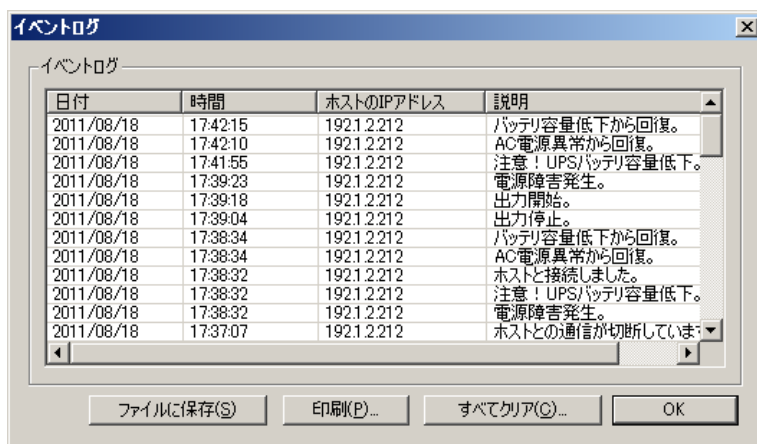 イベントログ
イベントログ
日付 時間 ホストのIPアドレス 説明
2011/08/18 17:42:15 192.1.2.212 バッテリ容量低下から回復。
2011/08/18 17:42:10 192.1.2.212 AC電源異常から回復。
2011/08/18 17:41:55 192.1.2.212 注意！UPSバッテリ容量低下。
2011/08/18 17:39:23 192.1.2.212 電源障害発生。
2011/08/18 17:39:18 192.1.2.212 出力開始。
2011/08/18 17:39:04 192.1.2.212 出力停止。
2011/08/18 17:38:34 192.1.2.212 バッテリ容量低下から回復。
2011/08/18 17:38:34 192.1.2.212 AC電源異常から回復。
2011/08/18 17:38:32 192.1.2.212 ホストと接続しました。
2011/08/18 17:38:32 192.1.2.212 注意！UPSバッテリ容量低下。
2011/08/18 17:38:32 192.1.2.212 電源障害発生。
2011/08/18 17:37:07 192.1.2.212 ホストとの通信が切断しています
ファイルに保存(S) 印刷(P)... すべてクリア(C)... OK